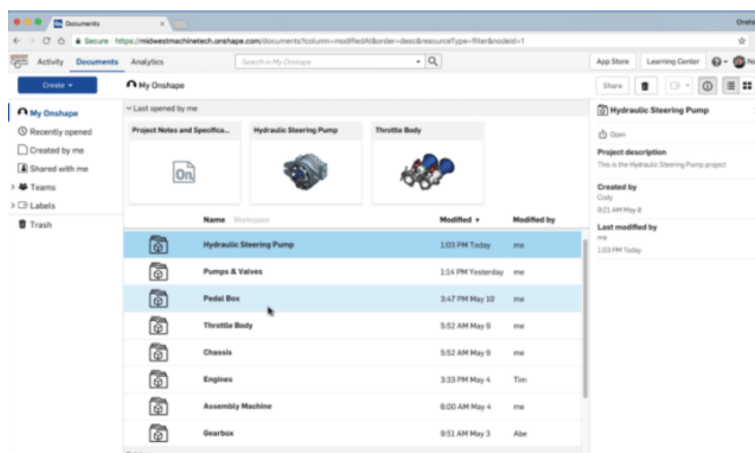 Documents
Onsha
Secure https://midwestmachinetech.onshape.com/documents?column=modifiedAt&order=desc&resourceType=filter&nodeId=1
Activity Documents Analytics Search in My Onshape App Store Learning Center
Create My Onshape Share
My Onshape
Recently opened
Created by me
Shared with me
Teams
Labels
Trash
Last opened by me
Project Notes and Specifica... Hydraulic Steering Pump Throttle Body
On
Name Workspace Modified Modified by
Hydraulic Steering Pump 1:03 PM Today me
Pumps & Valves 1:14 PM Yesterday me
Pedal Box 3:47 PM May 10 me
Throttle Body 5:52 AM May 9 me
Chassis 5:52 AM May 9 me
Engines 3:33 PM May 4 Tim
Assembly Machine 6:00 AM May 4 me
Gearbox 9:51 AM May 3 Abe
Hydraulic Steering Pump
Open
Project description
This is the Hydraulic Steering Pump project
Created by
Cody
9:21 AM May 8
Last modified by
me
1:03 PM Today